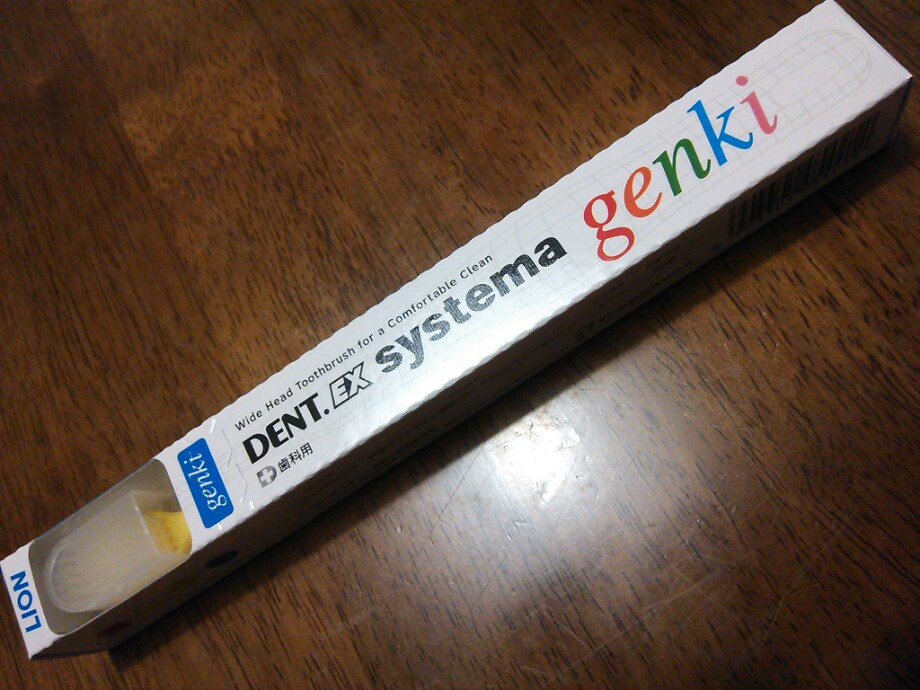 Wide Head Toothbrush for a Comfortable Clean
DENT.EX systema genki
歯科用
genki
LION